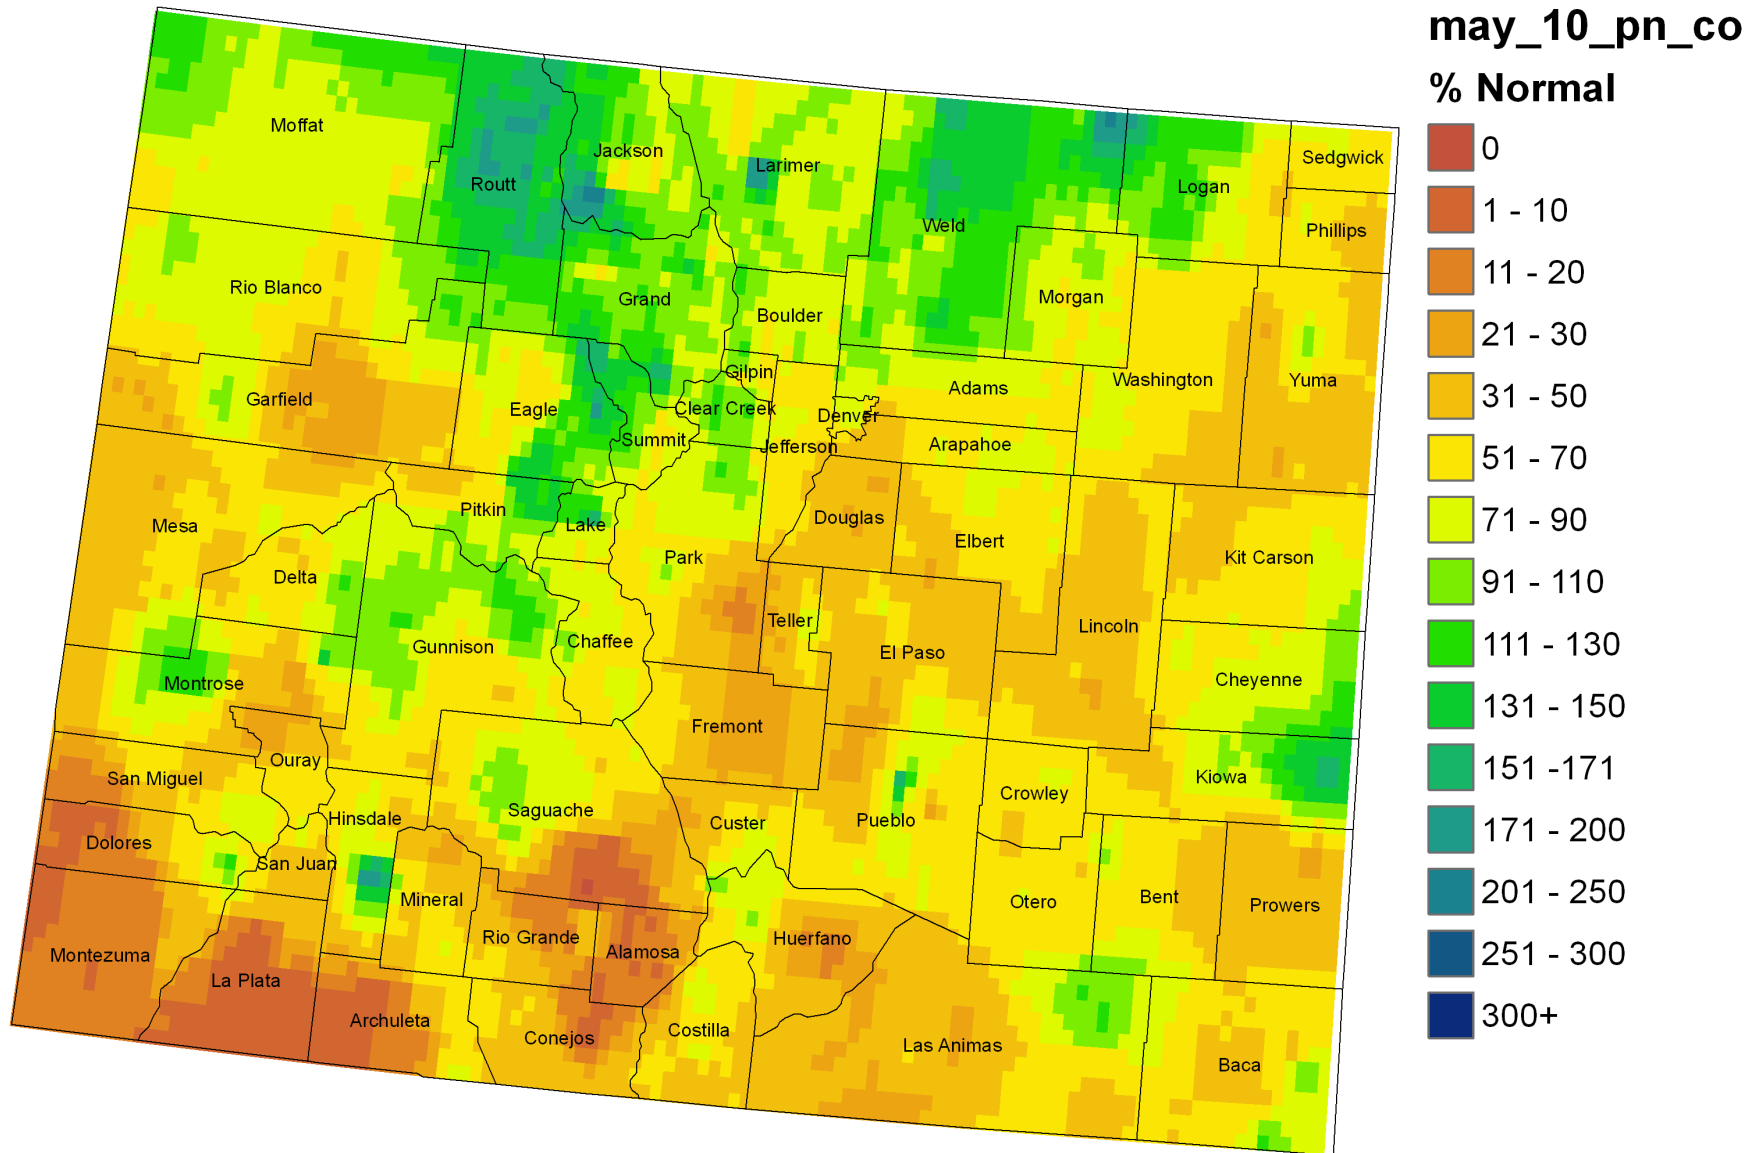 may_10_pn_co
% Normal
0
1 - 10
11 - 20
21 - 30
31 - 50
51 - 70
71 - 90
91 - 110
111 - 130
131 - 150
151 -171
171 - 200
201 - 250
251 - 300
300+
Moffat
Routt
Jackson
Larimer
Weld
Logan
Sedgwick
Phillips
Rio Blanco
Grand
Boulder
Morgan
Washington
Yuma
Garfield
Eagle
Summit
Gilpin
Clear Creek
Jefferson
Denver
Adams
Arapahoe
Mesa
Delta
Pitkin
Lake
Park
Douglas
Elbert
Kit Carson
Gunnison
Chaffee
Teller
El Paso
Lincoln
Cheyenne
Montrose
Ouray
Fremont
Kiowa
San Miguel
Hinsdale
Saguache
Custer
Pueblo
Crowley
Dolores
San Juan
Mineral
Rio Grande
Alamosa
Huerfano
Otero
Bent
Prowers
Montezuma
La Plata
Archuleta
Conejos
Costilla
Las Animas
Baca